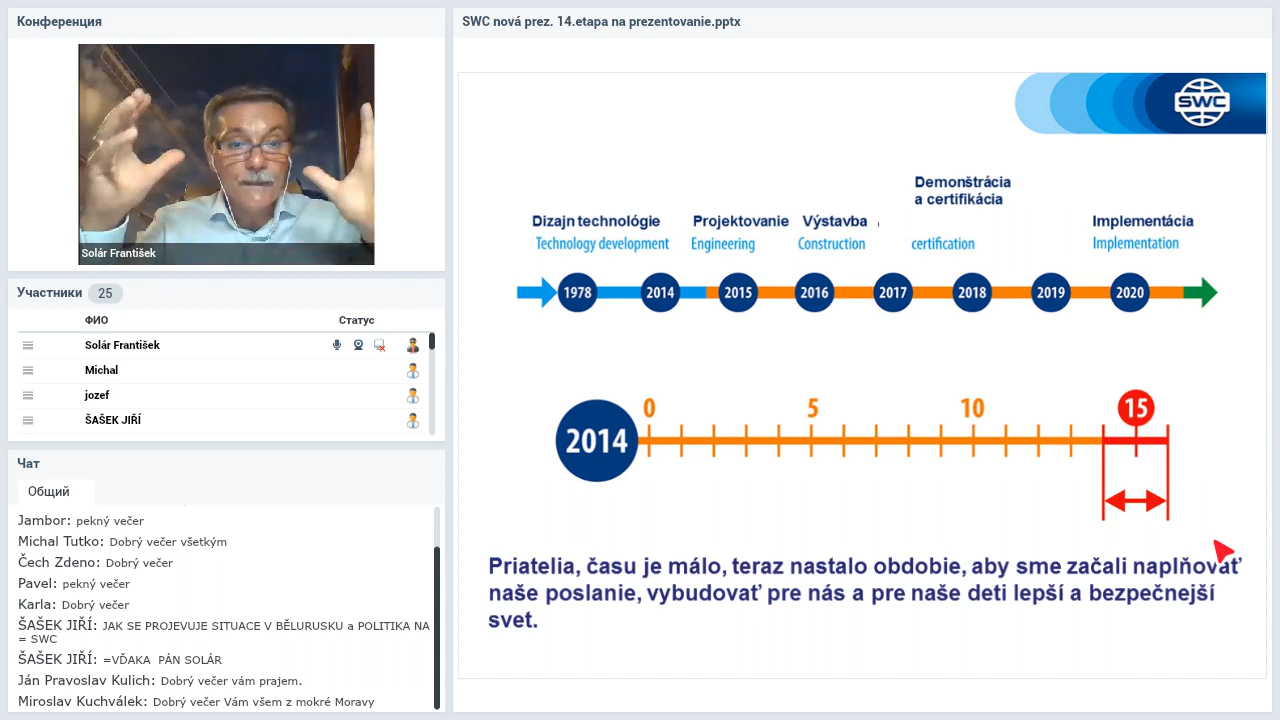 Конференция
Solár František
Участники 25
ФИО Статус
Solár František
Michal
jozef
ŠAŠEK JIŘÍ
Чат
Общий
Jambor: pekný večer
Michal Tutko: Dobrý večer všetkým
Čech Zdeno: Dobrý večer
Pavel: pekný večer
Karla: Dobrý večer
ŠAŠEK JIŘÍ: JAK SE PROJEVUJE SITUACE V BĚLURUSKU a POLITIKA NA
= SWC
ŠAŠEK JIŘÍ: =VĎAKA PÁN SOLÁR
Ján Pravoslav Kulich: Dobrý večer vám prajem.
Miroslav Kuchválek: Dobrý večer Vám všem z mokré Moravy
SWC nová prez. 14.etapa na prezentovanie.pptx
SWC
Demonštrácia
a certifikácia
Dizajn technológie Projektovanie Výstavba Implementácia
Technology development Engineering Construction certification Implementation
1978 2014 2015 2016 2017 2018 2019 2020
0 5 10 15
2014
Priatelia, času je málo, teraz nastalo obdobie, aby sme začali naplňovať
naše poslanie, vybudovať pre nás a pre naše deti lepší a bezpečnejší
svet.